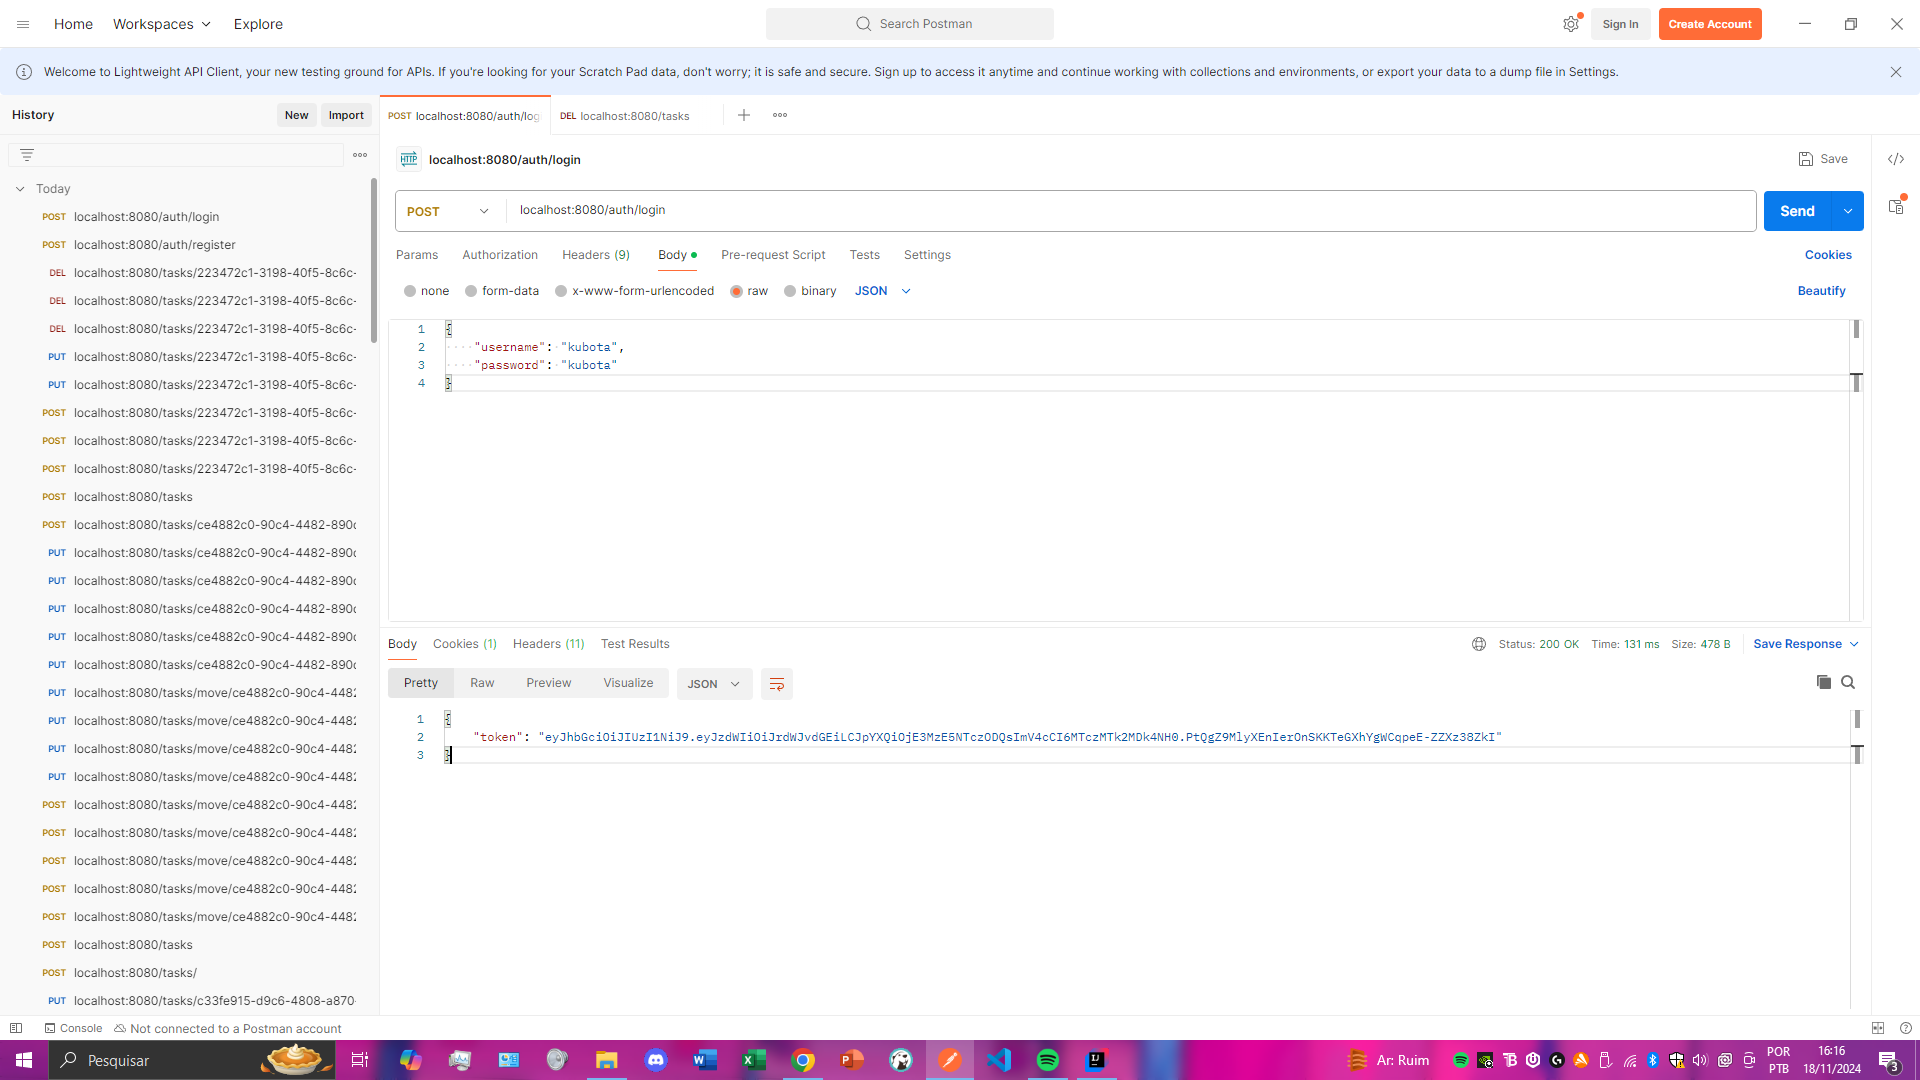 Home
Workspaces
Explore
Search Postman
Sign In
Create Account
Welcome to Lightweight API Client, your new testing ground for APIs. If you're looking for your Scratch Pad data, don't worry; it is safe and secure. Sign up to access it anytime and continue working with collections and environments, or export your data to a dump file in Settings.
History
New
Import
Today
POST localhost:8080/auth/login
POST localhost:8080/auth/register
DEL localhost:8080/tasks/223472c1-3198-40f5-8c6c-
DEL localhost:8080/tasks/223472c1-3198-40f5-8c6c-
DEL localhost:8080/tasks/223472c1-3198-40f5-8c6c-
PUT localhost:8080/tasks/223472c1-3198-40f5-8c6c-
PUT localhost:8080/tasks/223472c1-3198-40f5-8c6c-
POST localhost:8080/tasks/223472c1-3198-40f5-8c6c-
POST localhost:8080/tasks/223472c1-3198-40f5-8c6c-
POST localhost:8080/tasks/223472c1-3198-40f5-8c6c-
POST localhost:8080/tasks
POST localhost:8080/tasks/ce4882c0-90c4-4482-890c
PUT localhost:8080/tasks/ce4882c0-90c4-4482-890c
PUT localhost:8080/tasks/ce4882c0-90c4-4482-890c
PUT localhost:8080/tasks/ce4882c0-90c4-4482-890c
PUT localhost:8080/tasks/ce4882c0-90c4-4482-890c
PUT localhost:8080/tasks/ce4882c0-90c4-4482-890c
PUT localhost:8080/tasks/move/ce4882c0-90c4-4482
PUT localhost:8080/tasks/move/ce4882c0-90c4-4482
PUT localhost:8080/tasks/move/ce4882c0-90c4-4482
PUT localhost:8080/tasks/move/ce4882c0-90c4-4482
POST localhost:8080/tasks/move/ce4882c0-90c4-4482
POST localhost:8080/tasks/move/ce4882c0-90c4-4482
POST localhost:8080/tasks/move/ce4882c0-90c4-4482
POST localhost:8080/tasks/move/ce4882c0-90c4-4482
POST localhost:8080/tasks/move/ce4882c0-90c4-4482
POST localhost:8080/tasks
POST localhost:8080/tasks/
PUT localhost:8080/tasks/c33fe915-d9c6-4808-a870-
POST localhost:8080/auth/log
DEL localhost:8080/tasks
HTTP localhost:8080/auth/login
Save
POST
localhost:8080/auth/login
Send
Params
Authorization
Headers (9)
Body
Pre-request Script
Tests
Settings
Cookies
none
form-data
x-www-form-urlencoded
raw
binary
JSON
Beautify
1 {
2 "username": "kubota",
3 "password": "kubota"
4 }
Body
Cookies (1)
Headers (11)
Test Results
Status: 200 OK
Time: 131 ms
Size: 478 B
Save Response
Pretty
Raw
Preview
Visualize
JSON
1 {
2 "token": "eyJhbGciOiJIUzI1NiJ9.eyJzdWIiOiJrdWJvdGEiLCJpYXQiOjE3MzE5NTczODQsImV4cCI6MTczMTk2MDk4NH0.PtQgZ9MlyXEnIerOnSKKTeGXhYgWCqpeE-ZZXz38ZkI"
3 }
Console
Not connected to a Postman account
Pesquisar
Ar: Ruim
POR
PTB
16:16
18/11/2024
3